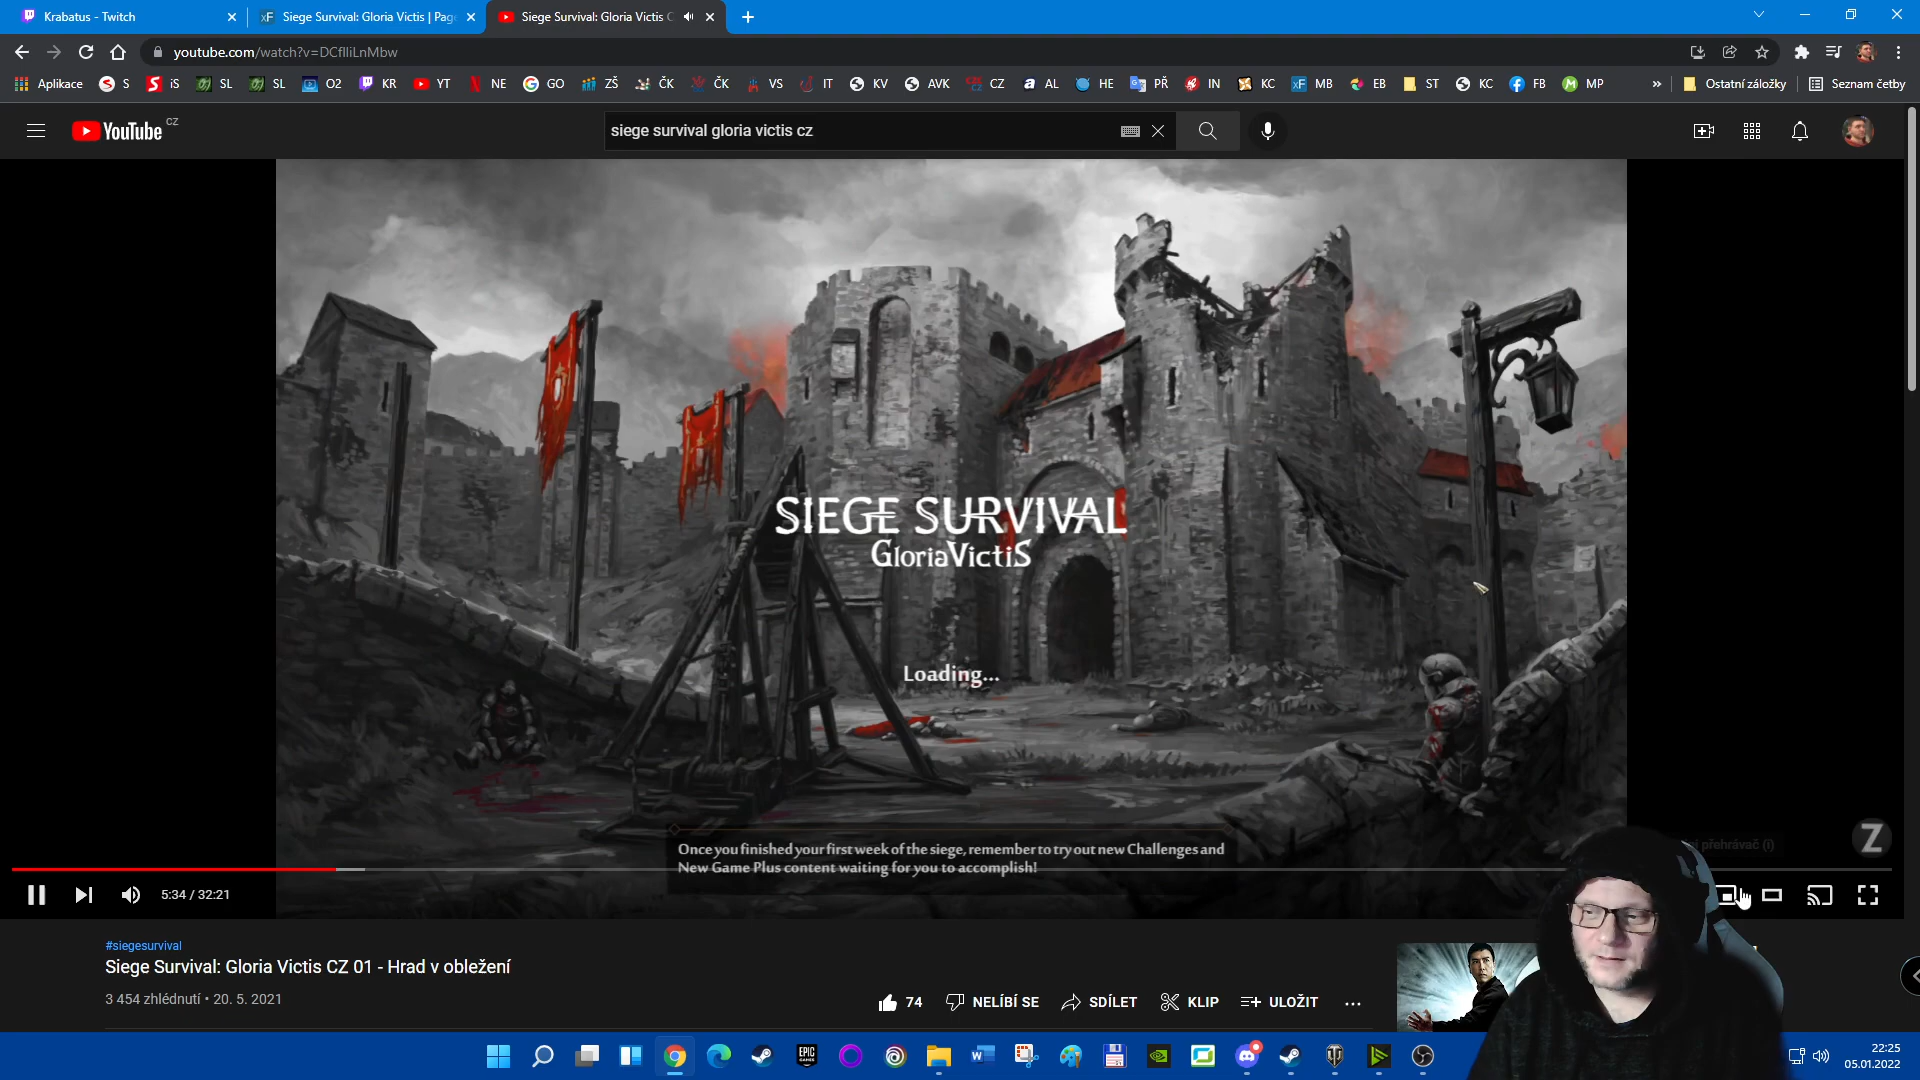 Krabatus - Twitch
Siege Survival: Gloria Victis | Page
Siege Survival: Gloria Victis C
youtube.com/watch?v=DCflliLnMbw
Aplikace S iS SL SL O2 KR YT NE GO ZŠ ČK ČK VS IT KV AVK CZ AL HE PŘ IN KC MB EB ST KC FB MP » Ostatní záložky Seznam četby
YouTube CZ
siege survival gloria victis cz
SIEGE SURVIVAL
GloriaVictiS
Loading...
Once you finished your first week of the siege, remember to try out new Challenges and
New Game Plus content waiting for you to accomplish!
přehrávač (i)
Z
5:34 / 32:21
#siegesurvival
Siege Survival: Gloria Victis CZ 01 - Hrad v obležení
3 454 zhlédnutí • 20. 5. 2021
74 NELÍBÍ SE SDÍLET KLIP ULOŽIT ...
EPIC GAMES
22:25
05.01.2022